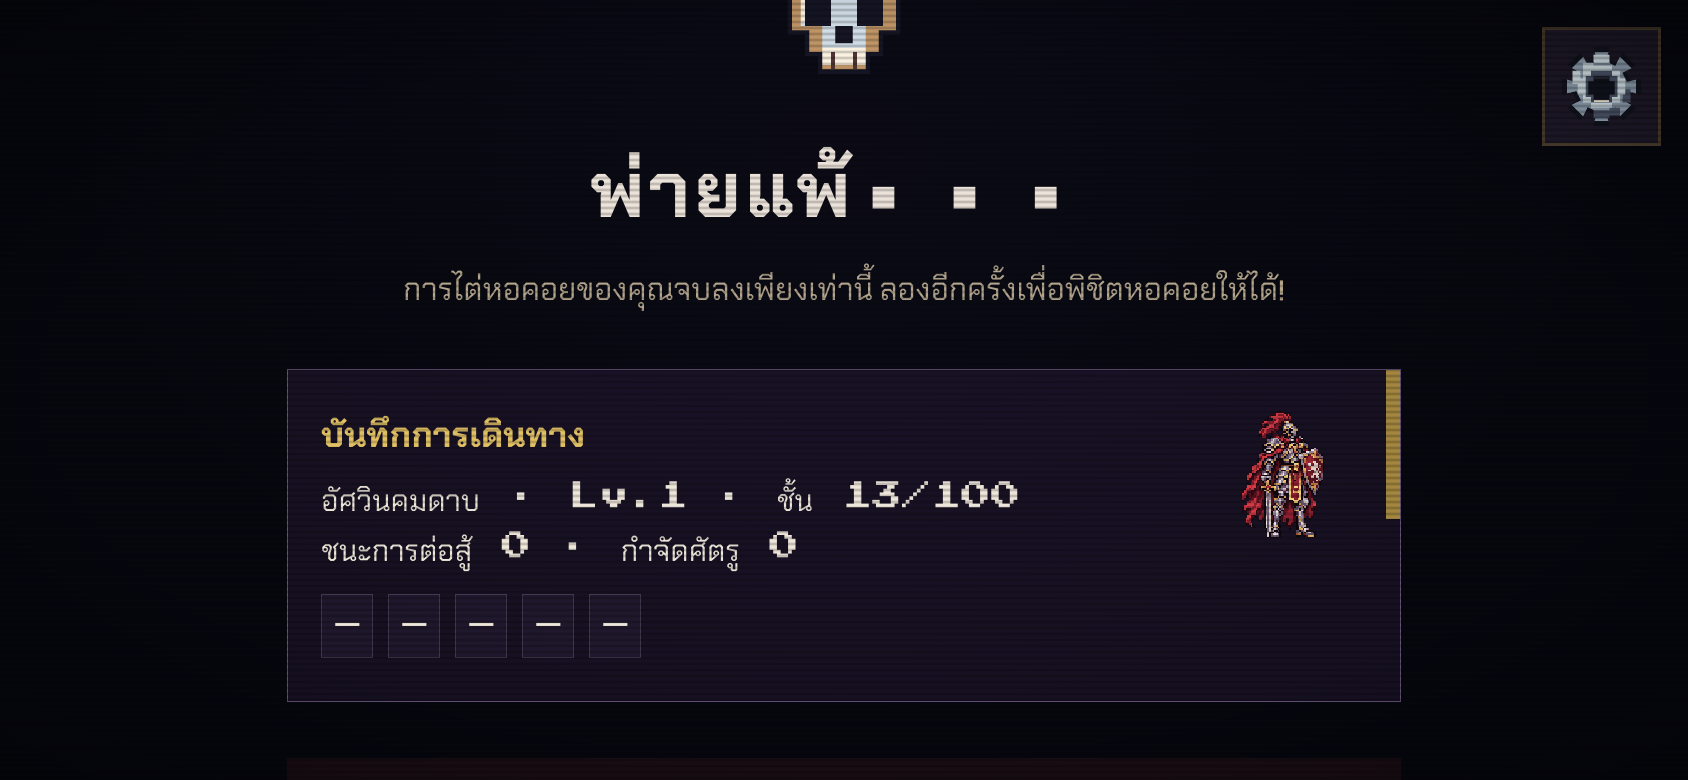 พ่ายแพ้...
การไต่หอคอยของคุณจบลงเพียงเท่านี้ ลองอีกครั้งเพื่อพิชิตหอคอยให้ได้!
บันทึกการเดินทาง
อัศวินคมดาบ · Lv.1 · ชั้น 13/100
ชนะการต่อสู้ 0 · กำจัดศัตรู 0
— — — — —